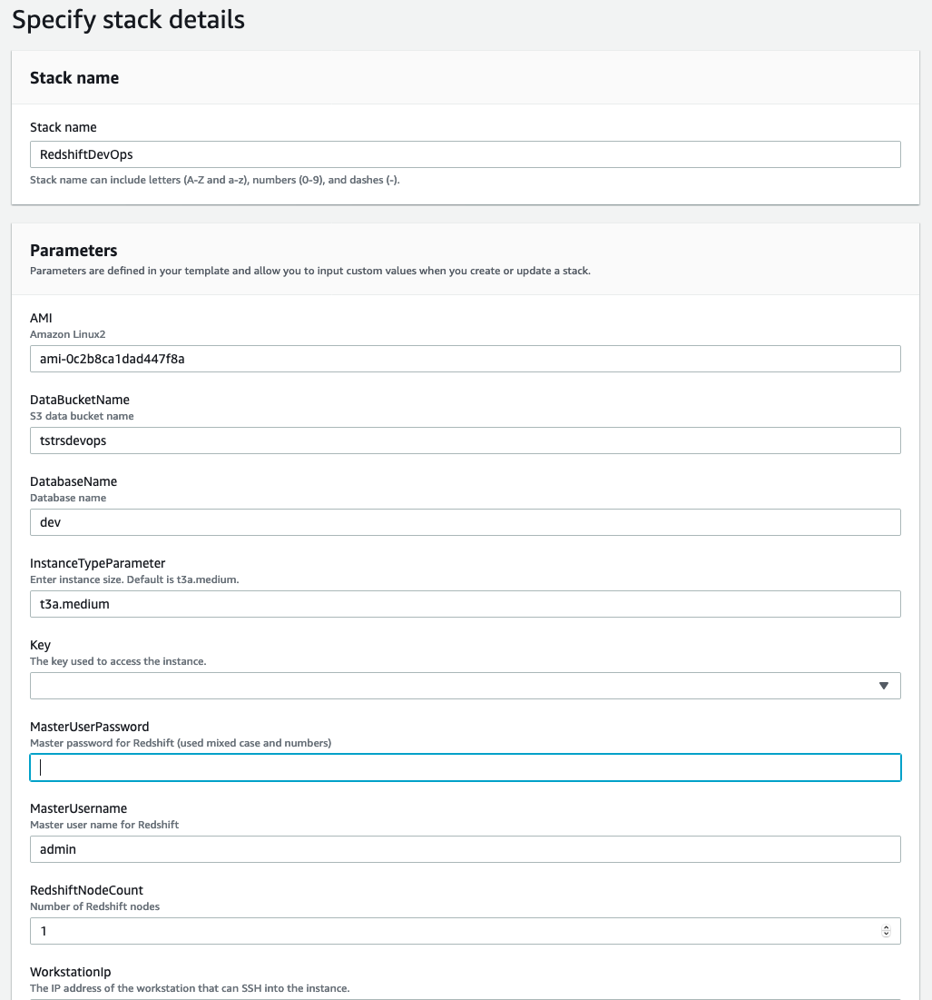 Specify stack details
Stack name
Stack name
RedshiftDevOps
Stack name can include letters (A-Z and a-z), numbers (0-9), and dashes (-).
Parameters
Parameters are defined in your template and allow you to input custom values when you create or update a stack.
AMI
Amazon Linux2
ami-0c2b8ca1dad447f8a
DataBucketName
S3 data bucket name
tstrsdevops
DatabaseName
Database name
dev
InstanceTypeParameter
Enter instance size. Default is t3a.medium.
t3a.medium
Key
The key used to access the instance.
MasterUserPassword
Master password for Redshift (used mixed case and numbers)
MasterUsername
Master user name for Redshift
admin
RedshiftNodeCount
Number of Redshift nodes
1
WorkstationIp
The IP address of the workstation that can SSH into the instance.